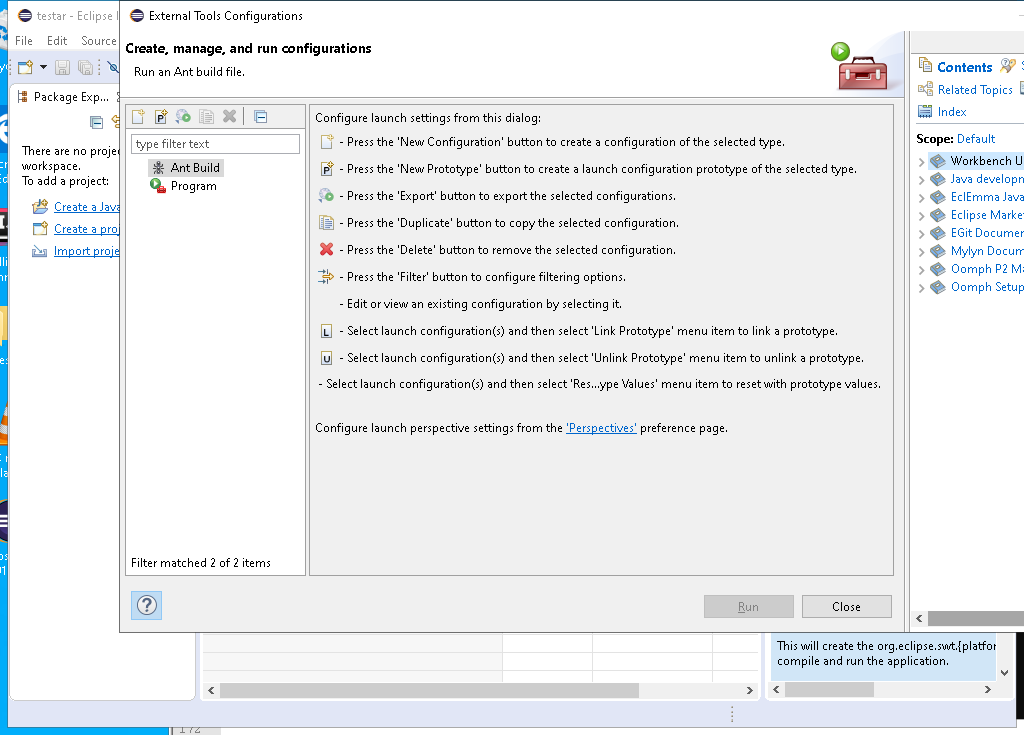 testar - Eclipse I
File Edit Source
Package Exp...
There are no projec
workspace.
To add a project:
Create a Java
Create a proj
Import proje
External Tools Configurations
Create, manage, and run configurations
Run an Ant build file.
type filter text
Ant Build
Program
Filter matched 2 of 2 items
Configure launch settings from this dialog:
- Press the 'New Configuration' button to create a configuration of the selected type.
- Press the 'New Prototype' button to create a launch configuration prototype of the selected type.
- Press the 'Export' button to export the selected configurations.
- Press the 'Duplicate' button to copy the selected configuration.
- Press the 'Delete' button to remove the selected configuration.
- Press the 'Filter' button to configure filtering options.
- Edit or view an existing configuration by selecting it.
L - Select launch configuration(s) and then select 'Link Prototype' menu item to link a prototype.
U - Select launch configuration(s) and then select 'Unlink Prototype' menu item to unlink a prototype.
- Select launch configuration(s) and then select 'Res...ype Values' menu item to reset with prototype values.
Configure launch perspective settings from the 'Perspectives' preference page.
Run Close
Contents
Related Topics
Index
Scope: Default
Workbench U
Java developm
EclEmma Java
Eclipse Marke
EGit Documen
Mylyn Docum
Oomph P2 Ma
Oomph Setup
This will create the org.eclipse.swt.{platfor
compile and run the application.